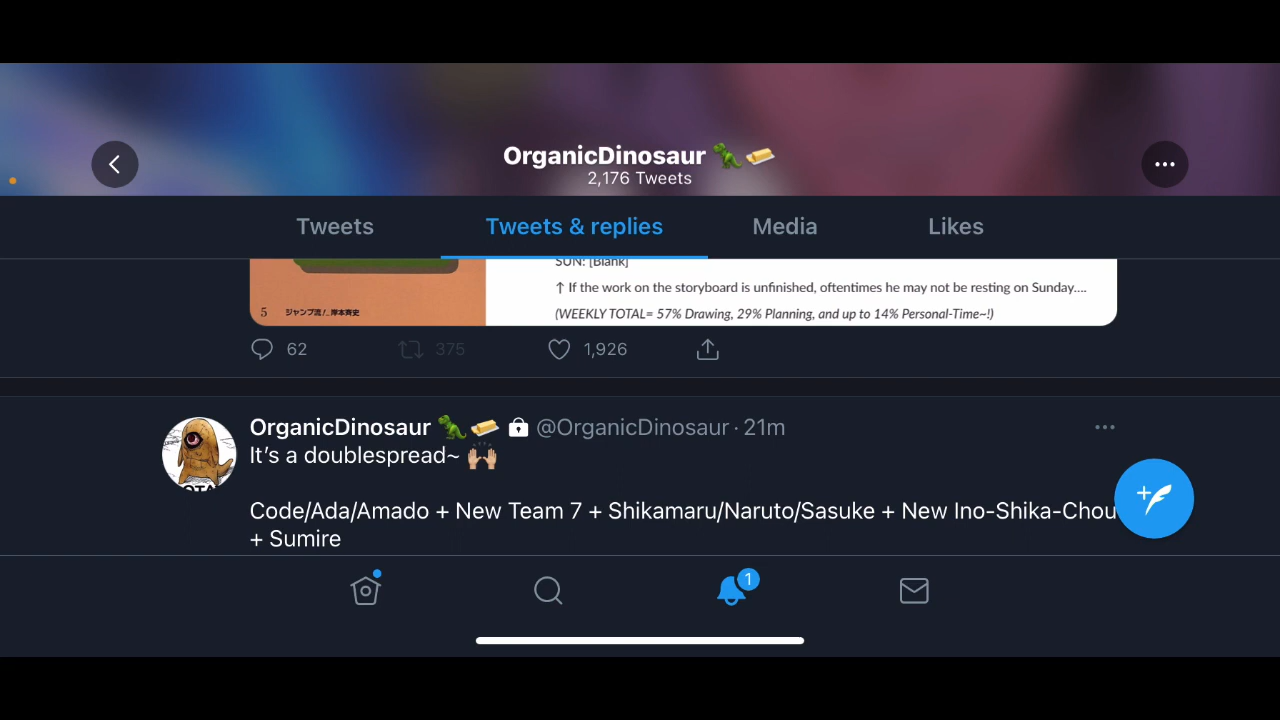 OrganicDinosaur 🦖🌯
2,176 Tweets
Tweets Tweets & replies Media Likes
SUN: [Blank]
↑ If the work on the storyboard is unfinished, oftentimes he may not be resting on Sunday....
5 ジャンプ流!_岸本斉史
(WEEKLY TOTAL= 57% Drawing, 29% Planning, and up to 14% Personal-Time~!)
62 375 1,926
OrganicDinosaur 🦖🌯🔒 @OrganicDinosaur · 21m
It's a doublespread~ 🙌🏼
Code/Ada/Amado + New Team 7 + Shikamaru/Naruto/Sasuke + New Ino-Shika-Chou
+ Sumire
1